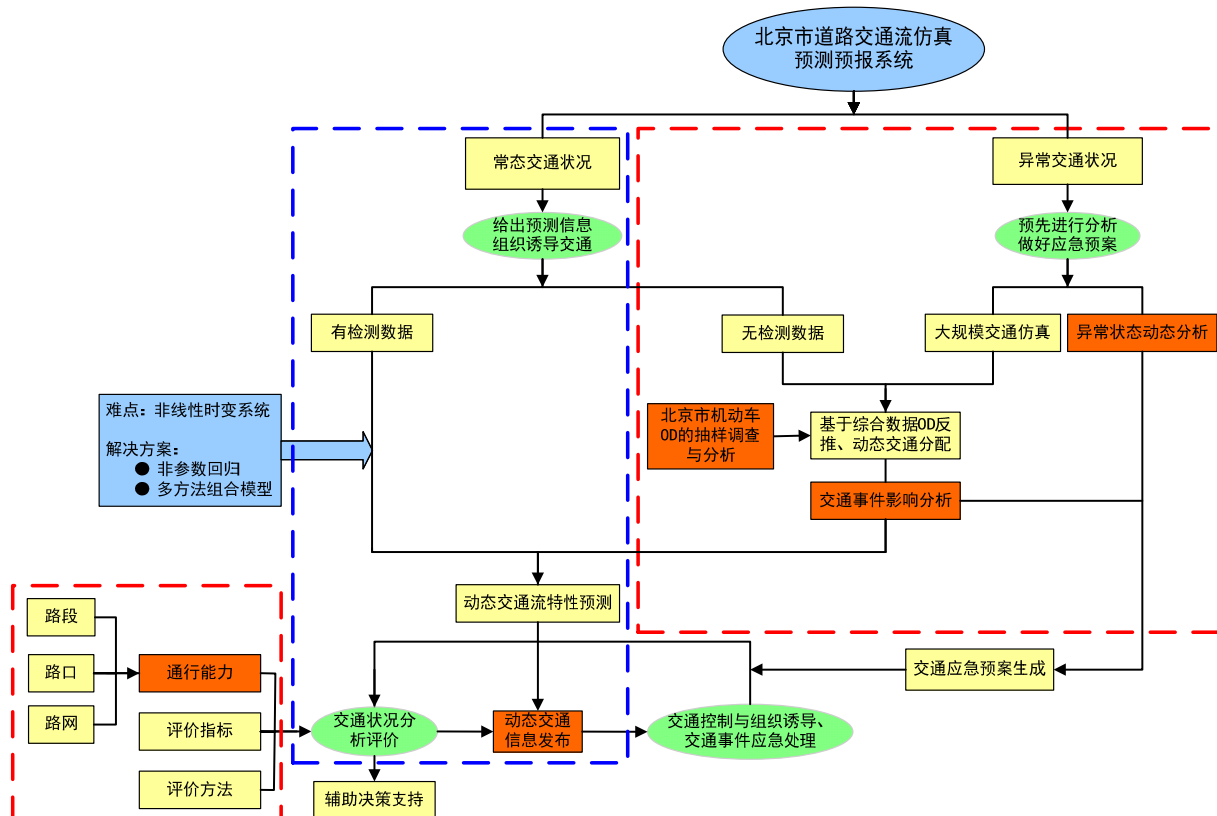 北京市道路交通流仿真
预测预报系统
常态交通状况
异常交通状况
给出预测信息
组织诱导交通
预先进行分析
做好应急预案
有检测数据
无检测数据
大规模交通仿真
异常状态动态分析
难点：非线性时变系统
解决方案：
● 非参数回归
● 多方法组合模型
北京市机动车
OD的抽样调查
与分析
基于综合数据OD反
推、动态交通分配
交通事件影响分析
动态交通流特性预测
路段
路口
路网
通行能力
评价指标
评价方法
交通状况分
析评价
动态交通
信息发布
交通控制与组织诱导、
交通事件应急处理
交通应急预案生成
辅助决策支持